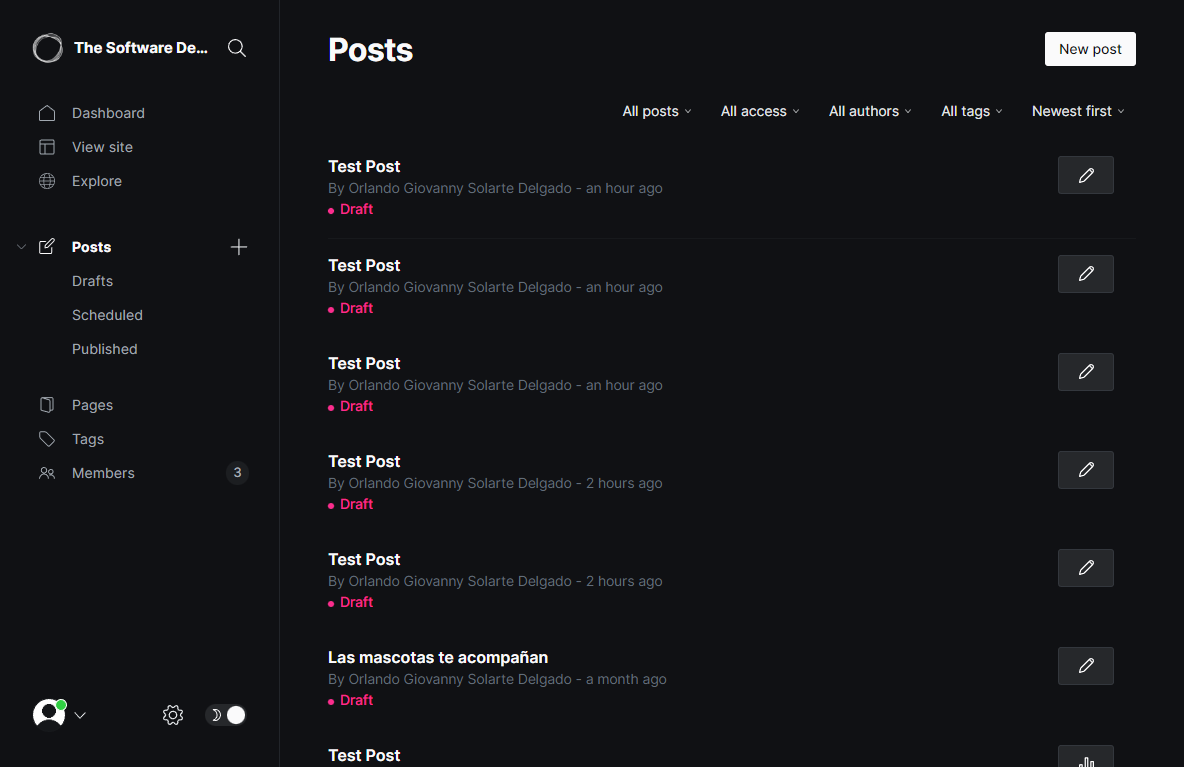 The Software De...
Dashboard
View site
Explore
Posts
Drafts
Scheduled
Published
Pages
Tags
Members 3
Posts
New post
All posts All access All authors All tags Newest first
Test Post
By Orlando Giovanny Solarte Delgado - an hour ago
Draft
Test Post
By Orlando Giovanny Solarte Delgado - an hour ago
Draft
Test Post
By Orlando Giovanny Solarte Delgado - an hour ago
Draft
Test Post
By Orlando Giovanny Solarte Delgado - 2 hours ago
Draft
Test Post
By Orlando Giovanny Solarte Delgado - 2 hours ago
Draft
Las mascotas te acompañan
By Orlando Giovanny Solarte Delgado - a month ago
Draft
Test Post